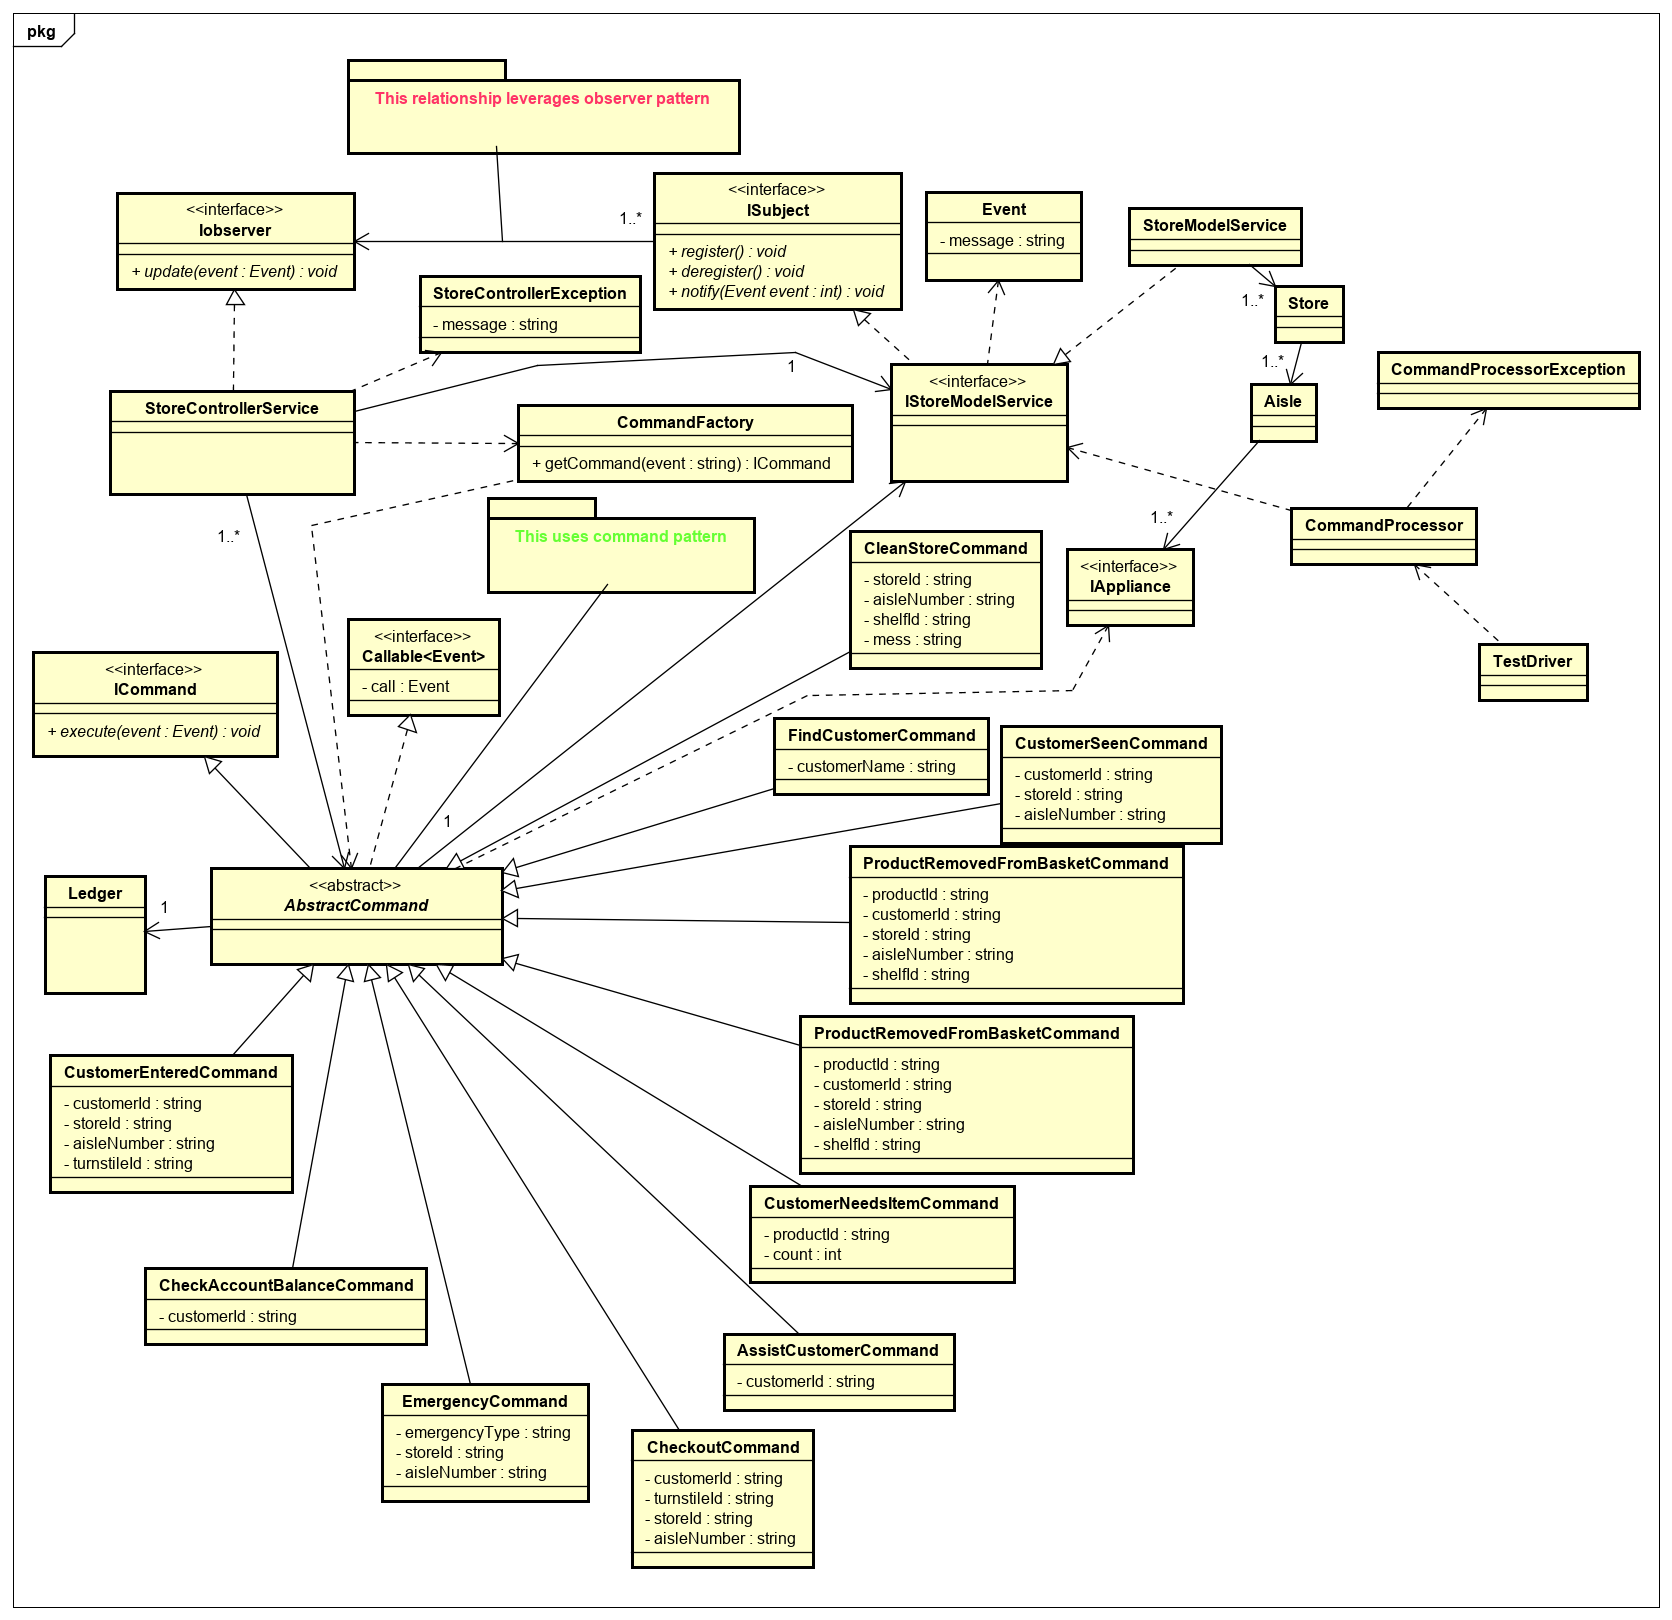 pkg
This relationship leverages observer pattern
<<interface>>
Iobserver
+ update(event : Event) : void
1..*
<<interface>>
ISubject
+ register() : void
+ deregister() : void
+ notify(Event event : int) : void
Event
- message : string
StoreModelService
1..*
Store
StoreControllerException
- message : string
1
<<interface>>
IStoreModelService
1..*
Aisle
CommandProcessorException
StoreControllerService
CommandFactory
+ getCommand(event : string) : ICommand
1..*
This uses command pattern
CleanStoreCommand
- storeId : string
- aisleNumber : string
- shelfId : string
- mess : string
1..*
<<interface>>
IAppliance
CommandProcessor
TestDriver
<<interface>>
ICommand
+ execute(event : Event) : void
<<interface>>
Callable<Event>
- call : Event
FindCustomerCommand
- customerName : string
CustomerSeenCommand
- customerId : string
- storeId : string
- aisleNumber : string
1
Ledger
1
<<abstract>>
AbstractCommand
ProductRemovedFromBasketCommand
- productId : string
- customerId : string
- storeId : string
- aisleNumber : string
- shelfId : string
ProductRemovedFromBasketCommand
- productId : string
- customerId : string
- storeId : string
- aisleNumber : string
- shelfId : string
CustomerEnteredCommand
- customerId : string
- storeId : string
- aisleNumber : string
- turnstileId : string
CustomerNeedsItemCommand
- productId : string
- count : int
CheckAccountBalanceCommand
- customerId : string
AssistCustomerCommand
- customerId : string
EmergencyCommand
- emergencyType : string
- storeId : string
- aisleNumber : string
CheckoutCommand
- customerId : string
- turnstileId : string
- storeId : string
- aisleNumber : string